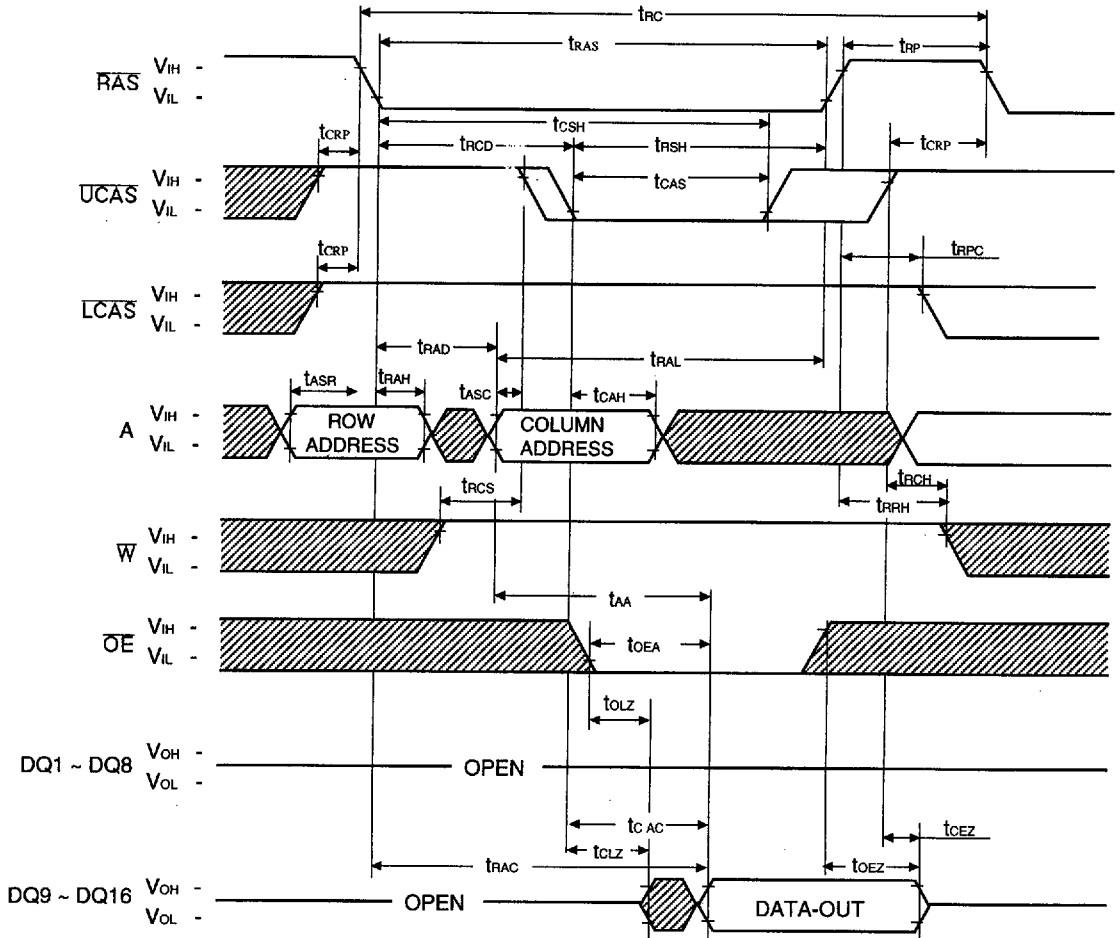 tRC
tRAS
tRP
RAS
VIH -
VIL -
tCSH
tCRP
tRCD
tRSH
tCRP
UCAS
VIH -
VIL -
tCAS
tCRP
tRPC
LCAS
VIH -
VIL -
tRAD
tRAL
tASR
tRAH
tASC
tCAH
A
VIH -
VIL -
ROW
ADDRESS
COLUMN
ADDRESS
tRCS
tRCH
tRRH
W
VIH -
VIL -
tAA
OE
VIH -
VIL -
tOEA
tOLZ
DQ1 ~ DQ8
VOH -
VOL -
OPEN
tCAC
tCEZ
tCLZ
tRAC
tOEZ
DQ9 ~ DQ16
VOH -
VOL -
OPEN
DATA-OUT